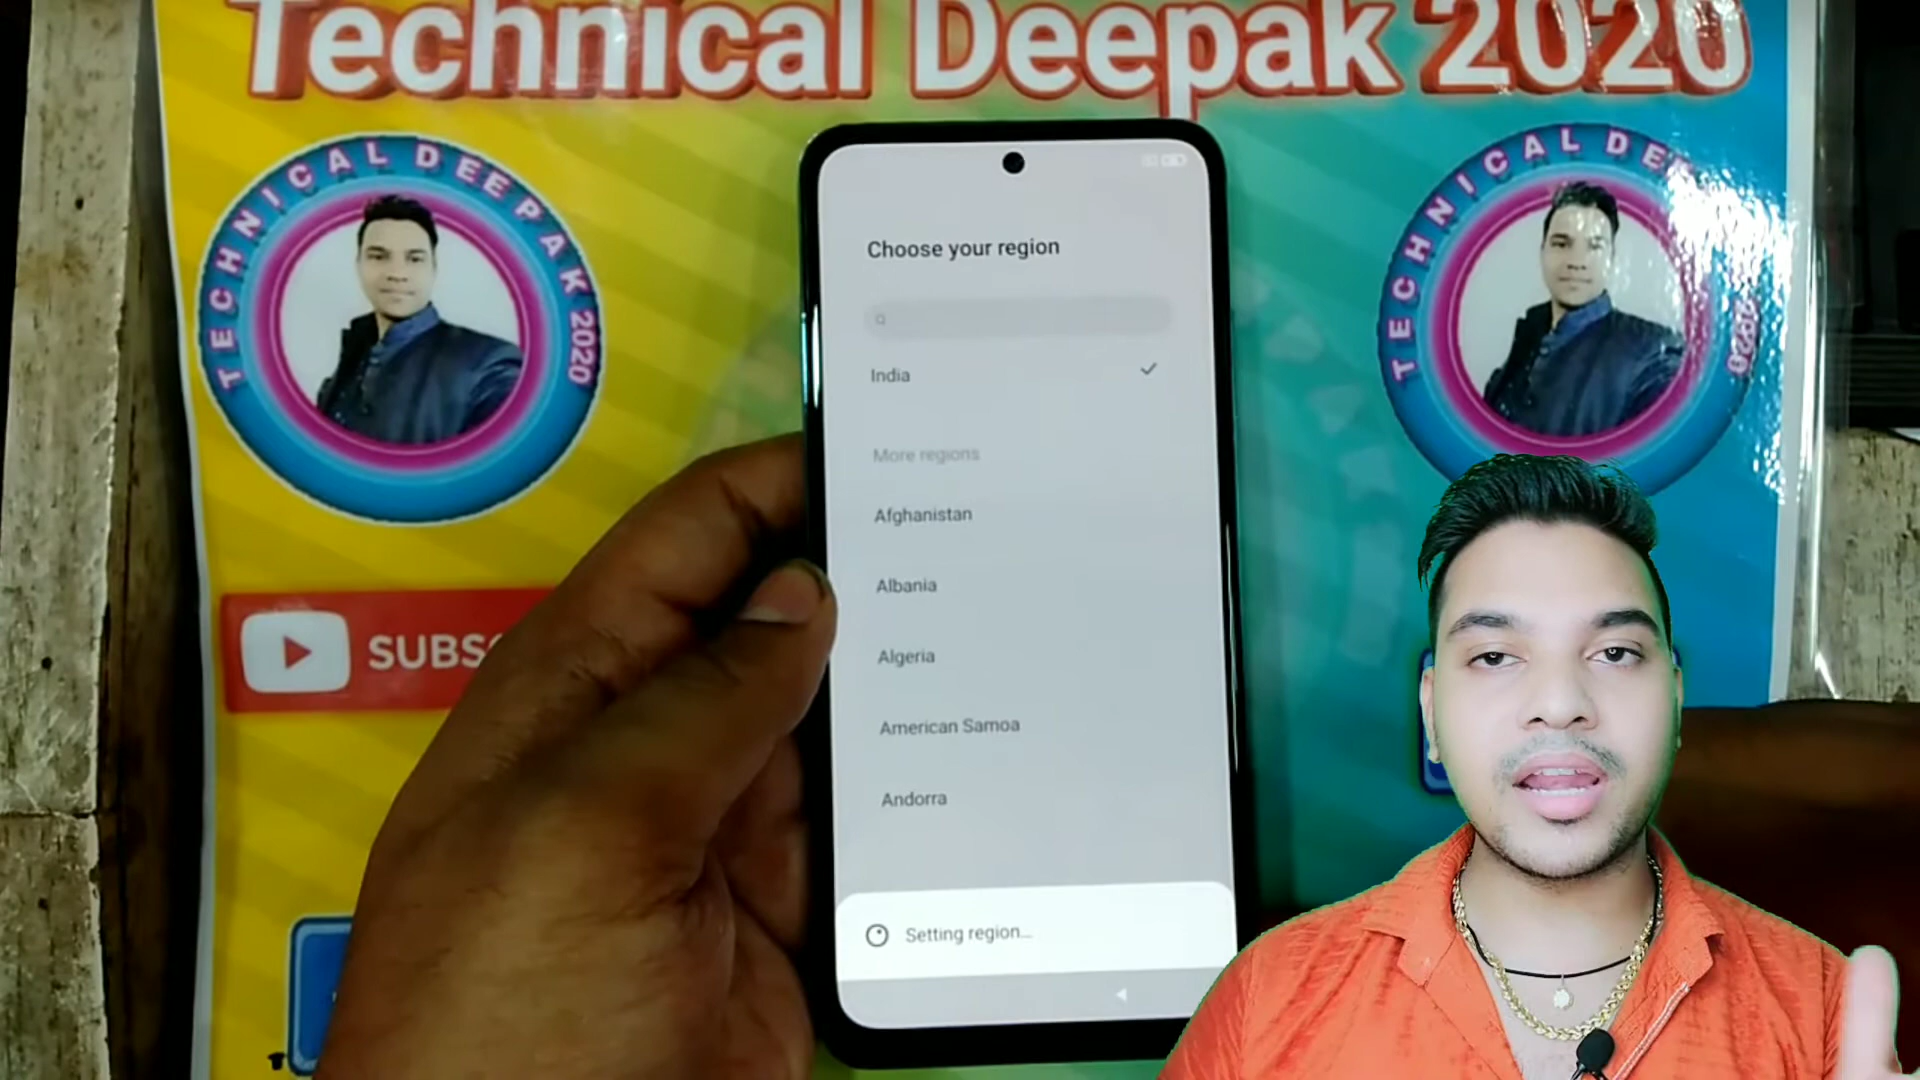 Technical Deepak 2020
TECHNICAL DEEPAK 2020
TECHNICAL DE
2020
Choose your region
India
More regions
Afghanistan
Albania
Algeria
American Samoa
Andorra
Setting region...
SUBSC